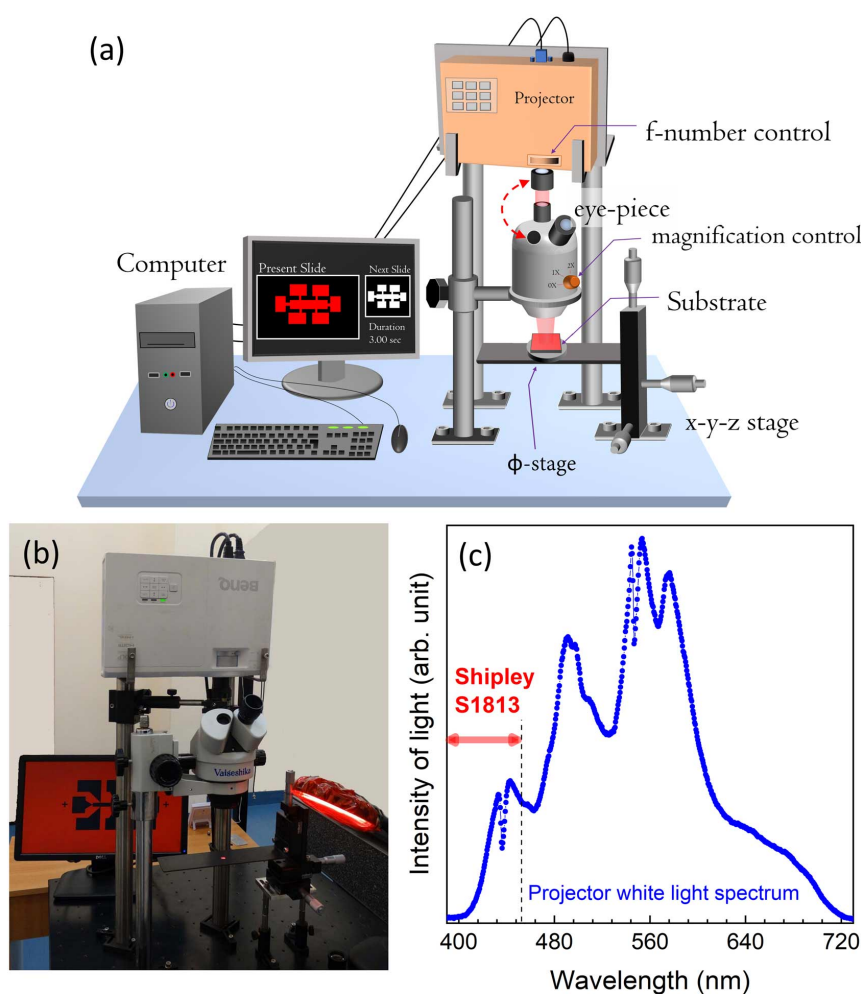 (a)
Projector
f-number control
eye-piece
magnification control
2X
1X
0X
Computer
Present Slide
Next Slide
Duration
3.00 sec
Substrate
x-y-z stage
ϕ-stage
(b)
BenQ
Vaiseshika
(c)
Intensity of light (arb. unit)
Shipley
S1813
Projector white light spectrum
400 480 560 640 720
Wavelength (nm)